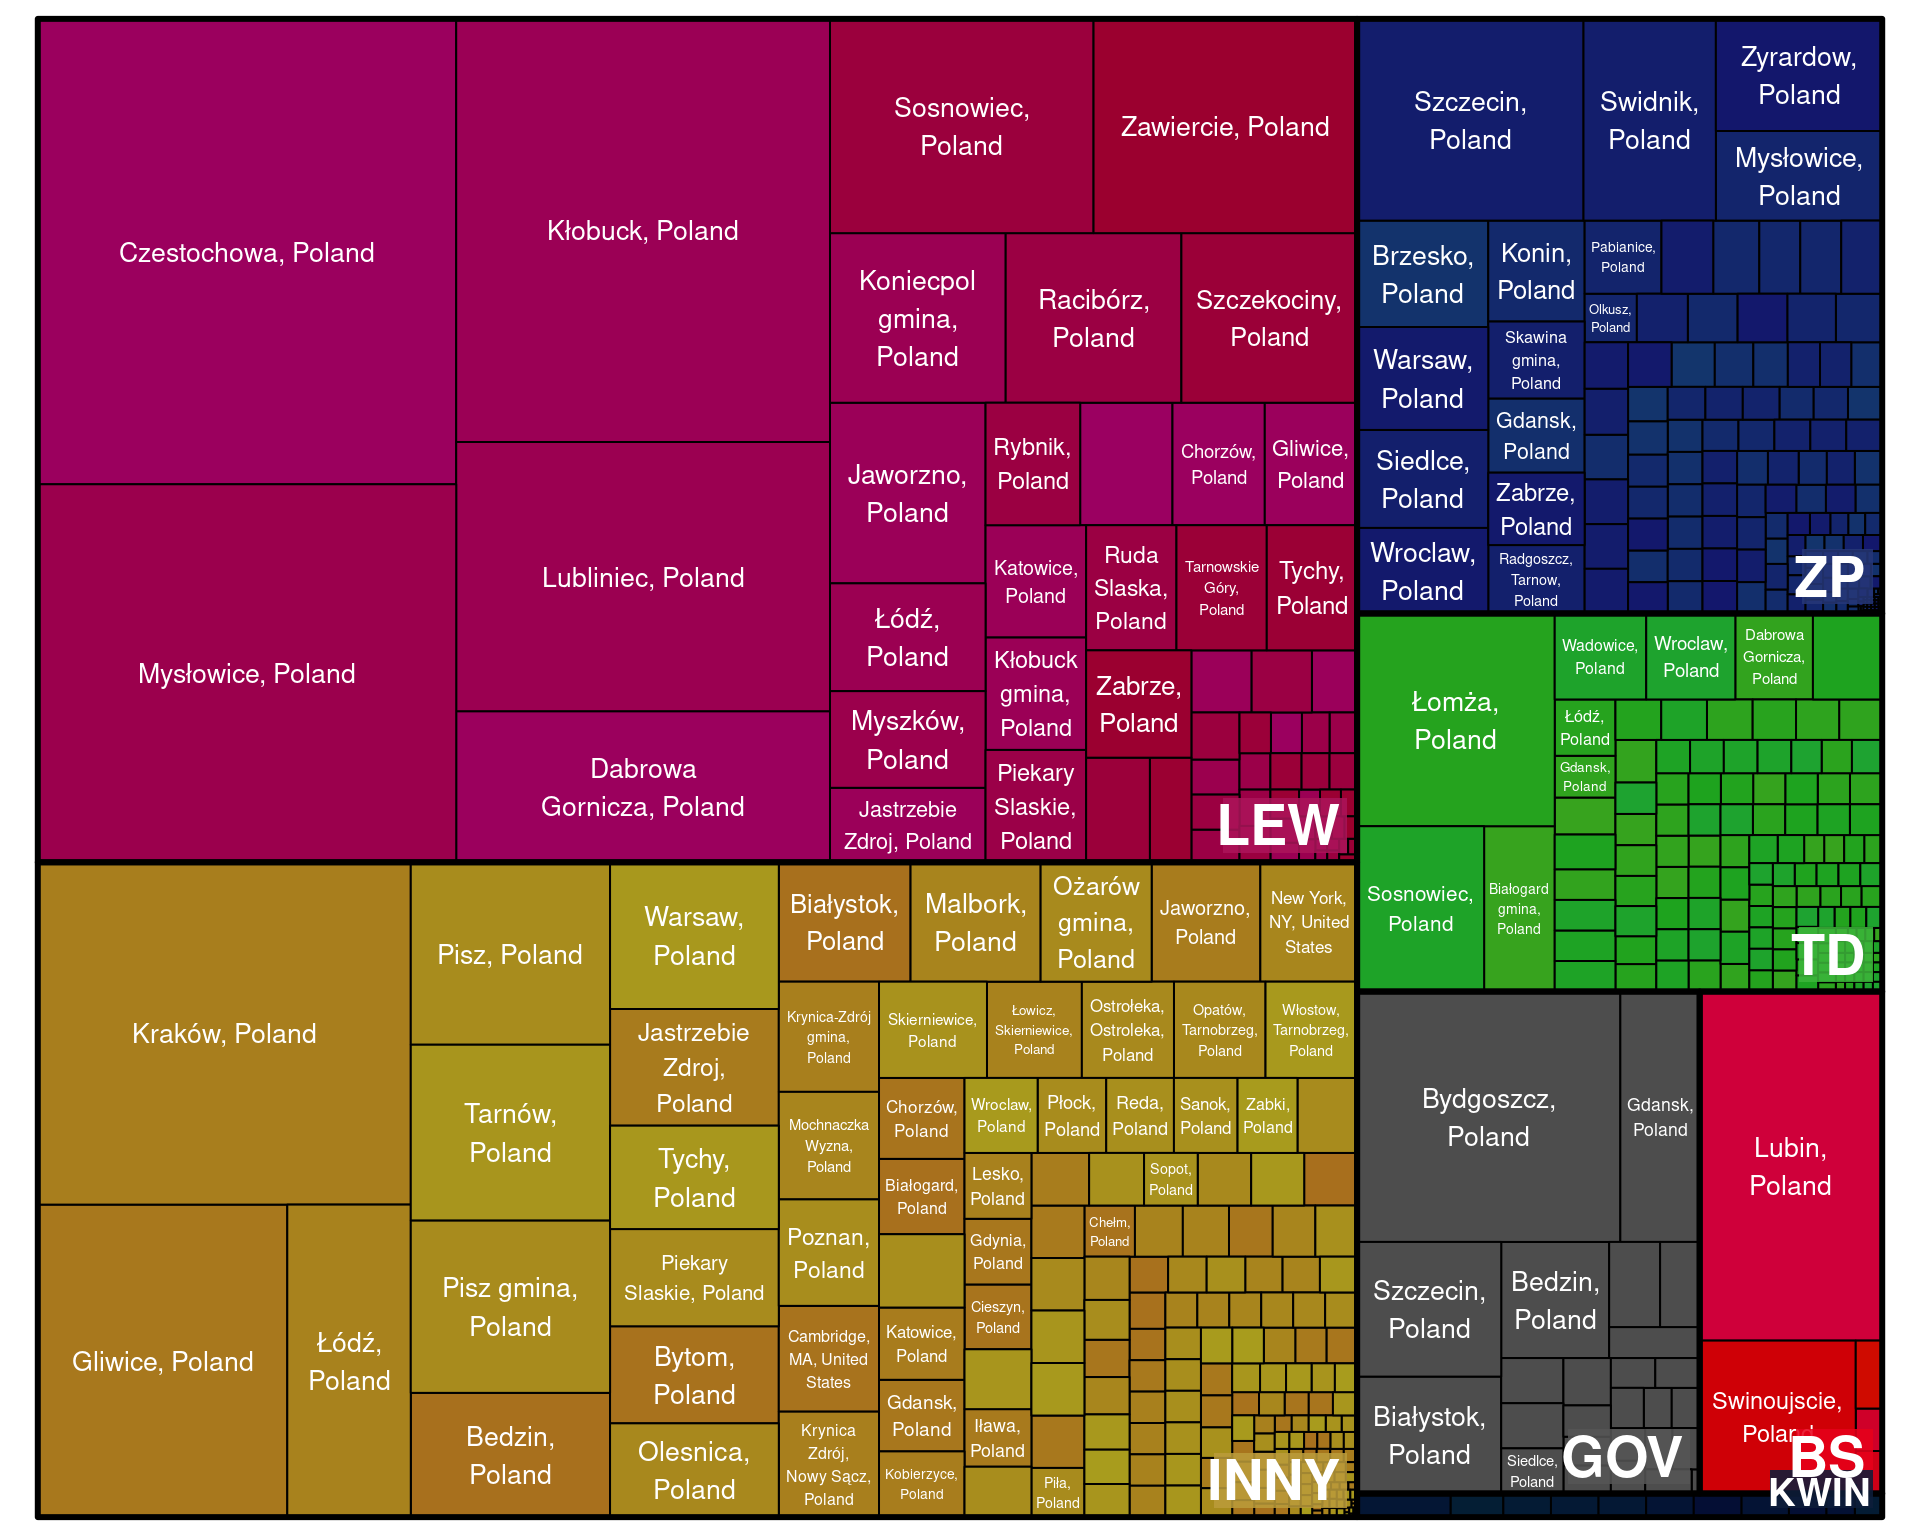 Czestochowa, Poland
Mysłowice, Poland
Kłobuck, Poland
Lubliniec, Poland
Dabrowa
Gornicza, Poland
Sosnowiec,
Poland
Zawiercie, Poland
Koniecpol
gmina,
Poland
Racibórz,
Poland
Szczekociny,
Poland
Jaworzno,
Poland
Łódź,
Poland
Myszków,
Poland
Jastrzebie
Zdroj, Poland
Rybnik,
Poland
Chorzów,
Poland
Gliwice,
Poland
Katowice,
Poland
Kłobuck
gmina,
Poland
Piekary
Slaskie,
Poland
Ruda
Slaska,
Poland
Tarnowskie
Góry,
Poland
Tychy,
Poland
Zabrze,
Poland
LEW
Szczecin,
Poland
Swidnik,
Poland
Zyrardow,
Poland
Mysłowice,
Poland
Brzesko,
Poland
Warsaw,
Poland
Siedlce,
Poland
Wroclaw,
Poland
Konin,
Poland
Skawina
gmina,
Poland
Gdansk,
Poland
Zabrze,
Poland
Radgoszcz,
Tarnow,
Poland
Pabianice,
Poland
Olkusz,
Poland
ZP
Łomża,
Poland
Sosnowiec,
Poland
Białogard
gmina,
Poland
Wadowice,
Poland
Wroclaw,
Poland
Dabrowa
Gornicza,
Poland
Łódź,
Poland
Gdansk,
Poland
TD
Kraków, Poland
Gliwice, Poland
Łódź,
Poland
Pisz, Poland
Tarnów,
Poland
Pisz gmina,
Poland
Bedzin,
Poland
Warsaw,
Poland
Jastrzebie
Zdroj,
Poland
Tychy,
Poland
Piekary
Slaskie, Poland
Bytom,
Poland
Olesnica,
Poland
Białystok,
Poland
Malbork,
Poland
Ożarów
gmina,
Poland
Jaworzno,
Poland
New York,
NY, United
States
Krynica-Zdrój
gmina,
Poland
Mochnaczka
Wyzna,
Poland
Poznan,
Poland
Cambridge,
MA, United
States
Krynica
Zdrój,
Nowy Sącz,
Poland
Skierniewice,
Poland
Łowicz,
Skierniewice,
Poland
Ostrołeka,
Ostroleka,
Poland
Opatów,
Tarnobrzeg,
Poland
Włostow,
Tarnobrzeg,
Poland
Chorzów,
Poland
Białogard,
Poland
Katowice,
Poland
Gdansk,
Poland
Kobierzyce,
Poland
Wroclaw,
Poland
Płock,
Poland
Reda,
Poland
Sanok,
Poland
Zabki,
Poland
Lesko,
Poland
Gdynia,
Poland
Cieszyn,
Poland
Iława,
Poland
Sopot,
Poland
Chełm,
Poland
Piła,
Poland
INNY
Bydgoszcz,
Poland
Gdansk,
Poland
Szczecin,
Poland
Białystok,
Poland
Bedzin,
Poland
Siedlce,
Poland
GOV
Lubin,
Poland
Swinoujscie,
Poland
BS
KWIN